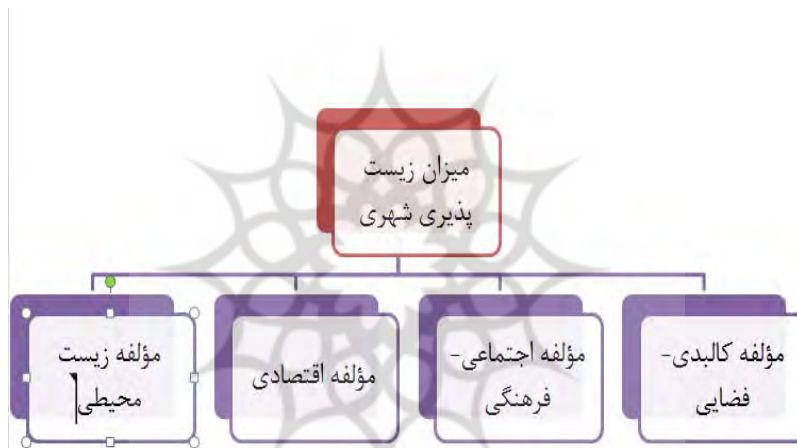 میزان زیست
پذیری شهری
مؤلفه کالبدی-
فضایی
مؤلفه اجتماعی-
فرهنگی
مؤلفه اقتصادی
مؤلفه زیست
محیطی